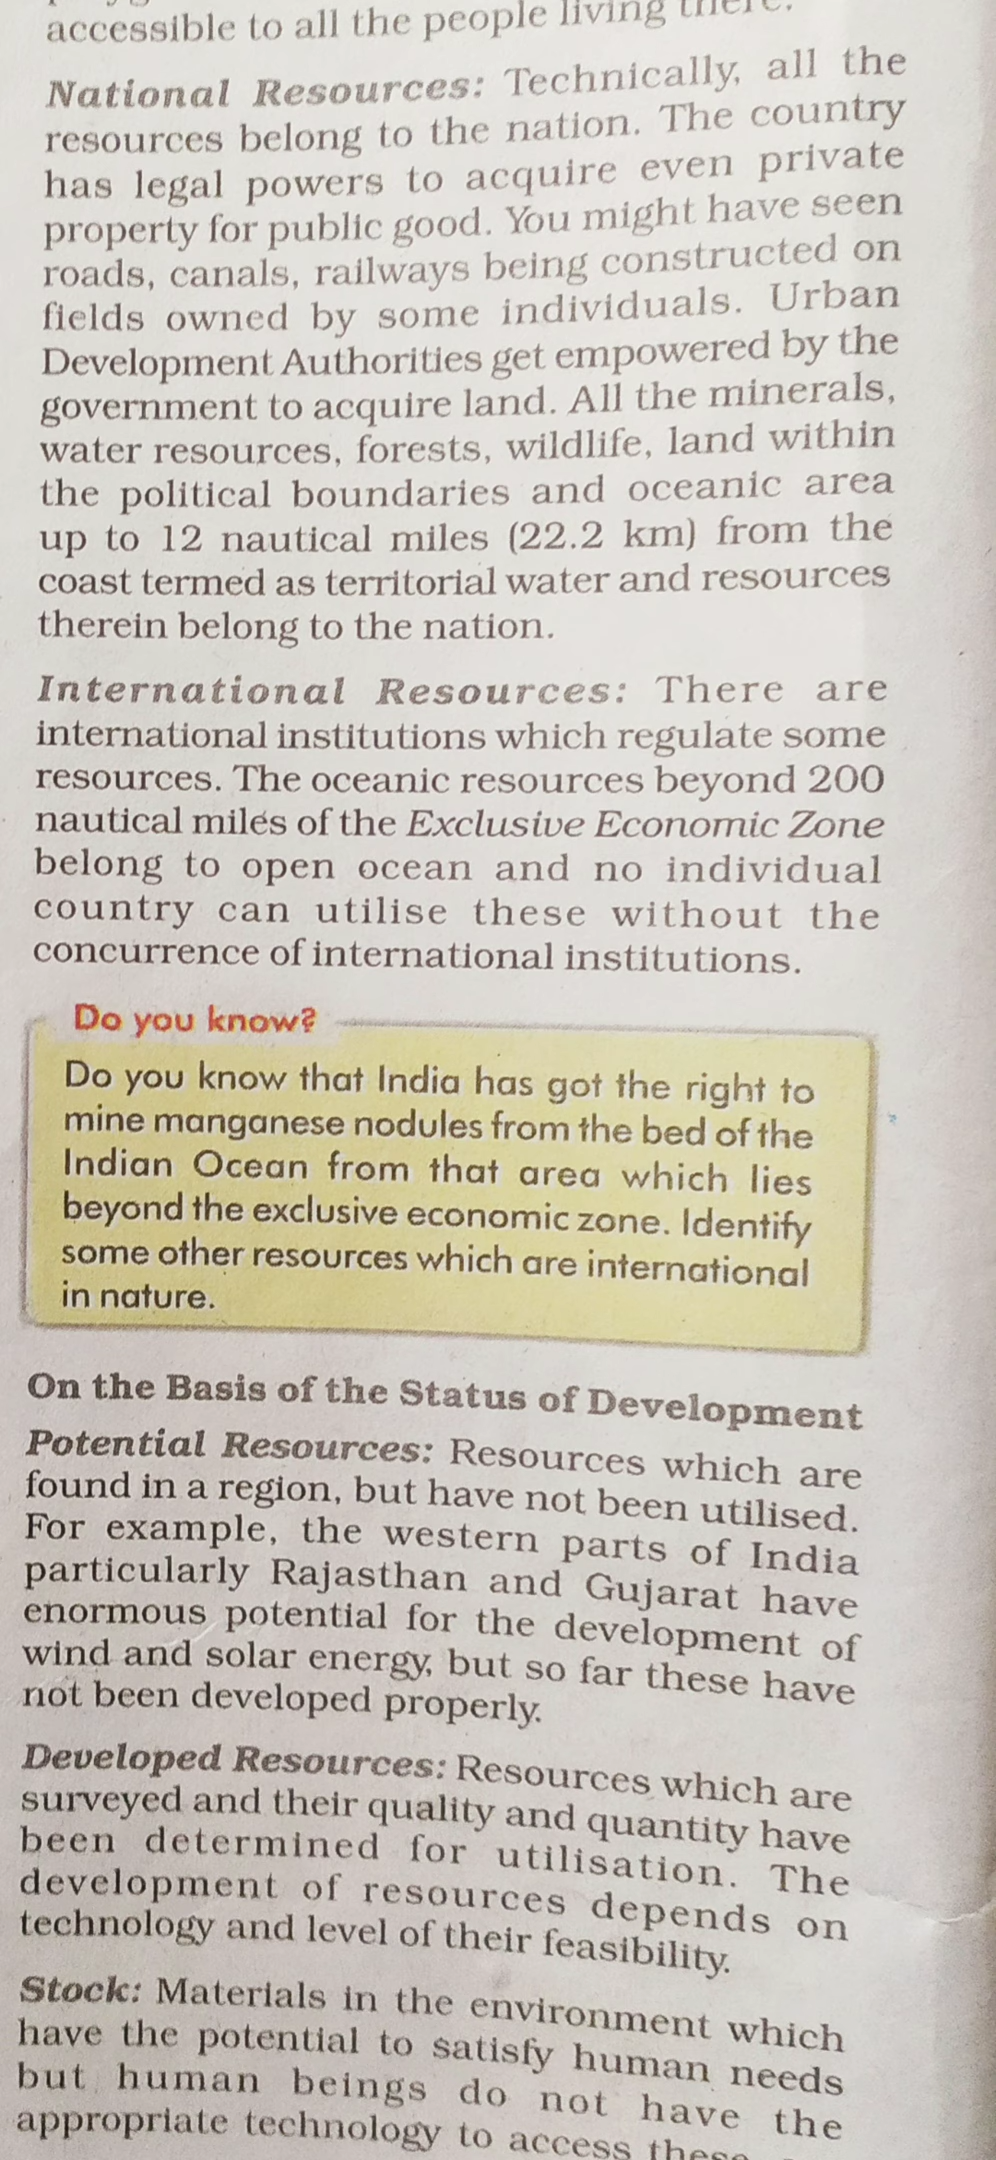 accessible to all the people living there.
National Resources: Technically, all the
resources belong to the nation. The country
has legal powers to acquire even private
property for public good. You might have seen
roads, canals, railways being constructed on
fields owned by some individuals. Urban
Development Authorities get empowered by the
government to acquire land. All the minerals,
water resources, forests, wildlife, land within
the political boundaries and oceanic area
up to 12 nautical miles (22.2 km) from the
coast termed as territorial water and resources
therein belong to the nation.
International Resources: There are
international institutions which regulate some
resources. The oceanic resources beyond 200
nautical miles of the Exclusive Economic Zone
belong to open ocean and no individual
country can utilise these without the
concurrence of international institutions.
Do you know?
Do you know that India has got the right to
mine manganese nodules from the bed of the
Indian Ocean from that area which lies
beyond the exclusive economic zone. Identify
some other resources which are international
in nature.
On the Basis of the Status of Development
Potential Resources: Resources which are
found in a region, but have not been utilised.
For example, the western parts of India
particularly Rajasthan and Gujarat have
enormous potential for the development of
wind and solar energy, but so far these have
not been developed properly.
Developed Resources: Resources which are
surveyed and their quality and quantity have
been determined for utilisation. The
development of resources depends on
technology and level of their feasibility.
Stock: Materials in the environment which
have the potential to satisfy human needs
but human beings do not have the
appropriate technology to access these